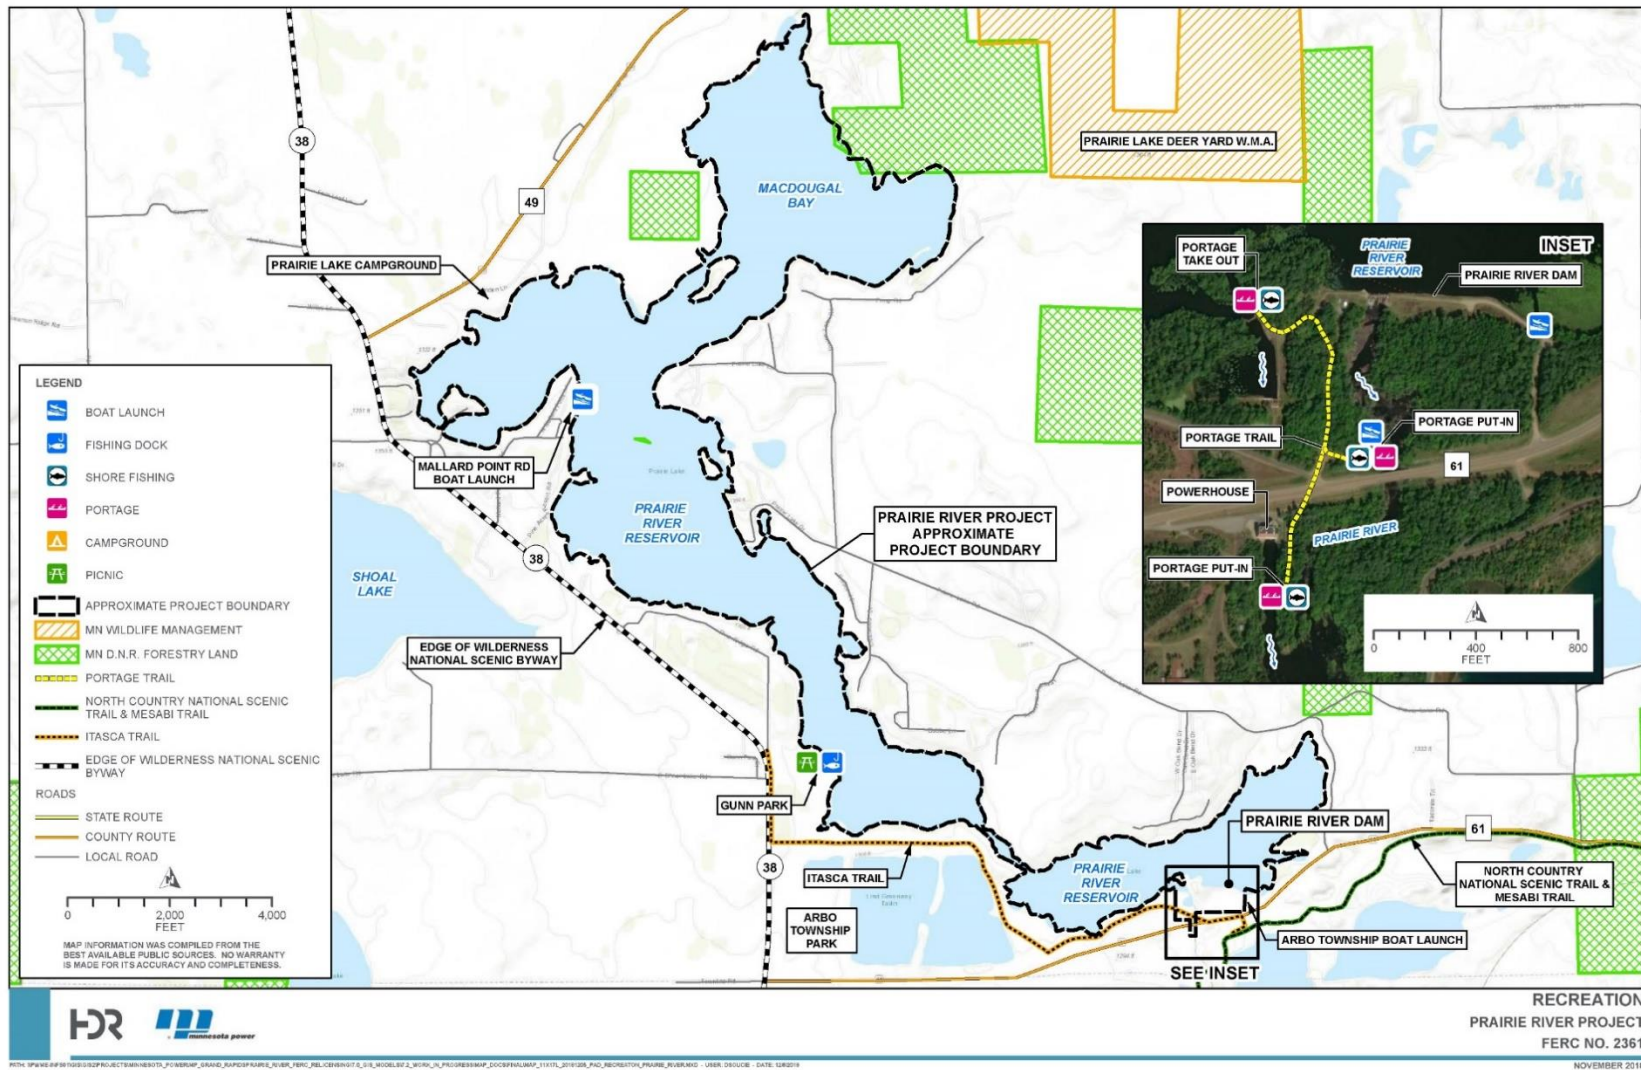 38
49
PRAIRIE LAKE DEER YARD W.M.A.
MACDOUGAL
BAY
PRAIRIE LAKE CAMPGROUND
INSET
PORTAGE
TAKE OUT
PRAIRIE
RIVER
RESERVOIR
PRAIRIE RIVER DAM
PORTAGE PUT-IN
PORTAGE TRAIL
61
POWERHOUSE
PRAIRIE RIVER
PORTAGE PUT-IN
0 400 800
FEET
LEGEND
BOAT LAUNCH
FISHING DOCK
SHORE FISHING
PORTAGE
CAMPGROUND
PICNIC
APPROXIMATE PROJECT BOUNDARY
MN WILDLIFE MANAGEMENT
MN D.N.R. FORESTRY LAND
PORTAGE TRAIL
NORTH COUNTRY NATIONAL SCENIC
TRAIL & MESABI TRAIL
ITASCA TRAIL
EDGE OF WILDERNESS NATIONAL SCENIC
BYWAY
ROADS
STATE ROUTE
COUNTY ROUTE
LOCAL ROAD
0 2,000 4,000
FEET
MAP INFORMATION WAS COMPILED FROM THE
BEST AVAILABLE PUBLIC SOURCES. NO WARRANTY
IS MADE FOR ITS ACCURACY AND COMPLETENESS.
MALLARD POINT RD
BOAT LAUNCH
Prairie Lake
PRAIRIE
RIVER
RESERVOIR
PRAIRIE RIVER PROJECT
APPROXIMATE
PROJECT BOUNDARY
38
SHOAL
LAKE
EDGE OF WILDERNESS
NATIONAL SCENIC BYWAY
GUNN PARK
PRAIRIE RIVER DAM
61
38
ITASCA TRAIL
PRAIRIE
RIVER
RESERVOIR
NORTH COUNTRY
NATIONAL SCENIC TRAIL &
MESABI TRAIL
ARBO
TOWNSHIP
PARK
ARBO TOWNSHIP BOAT LAUNCH
SEE INSET
HDR
minnesota power
RECREATION
PRAIRIE RIVER PROJECT
FERC NO. 2361